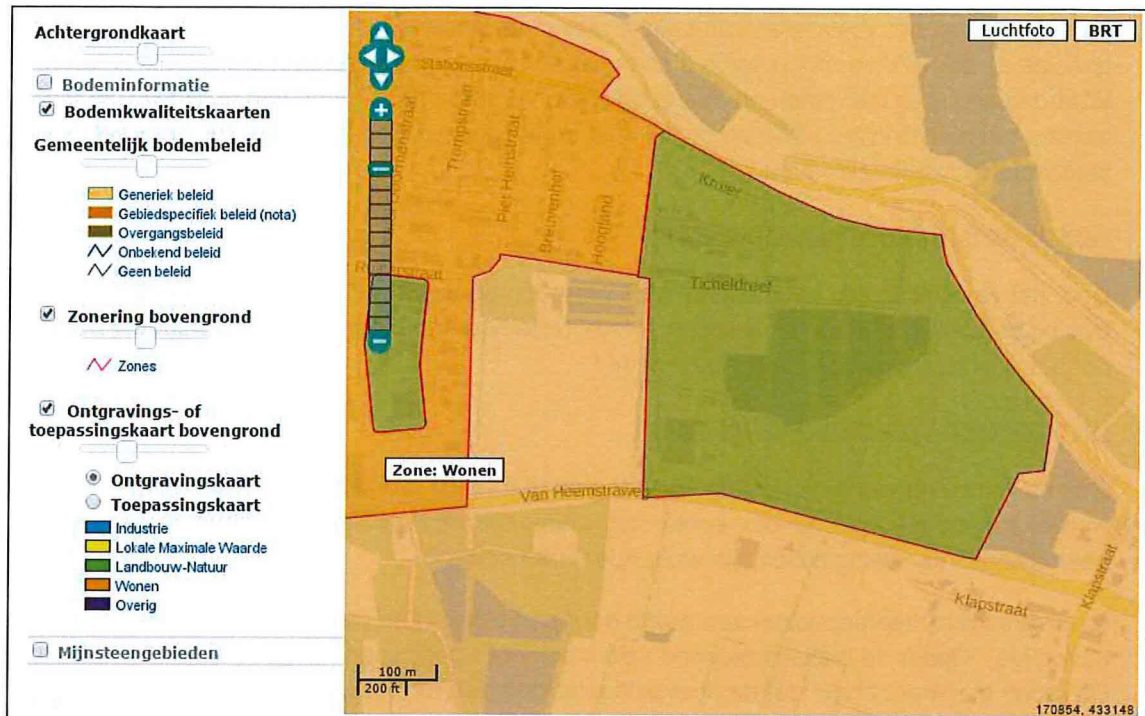 Achtergrondkaart
Bodeminformatie
Bodemkwaliteitskaarten
Gemeentelijk bodembeleid
Generiek beleid
Gebiedspecifiek beleid (nota)
Overgangsbeleid
Onbekend beleid
Geen beleid
Zonering bovengrond
Zones
Ontgravings- of
toepassingskaart bovengrond
Ontgravingskaart
Toepassingskaart
Industrie
Lokale Maximale Waarde
Landbouw-Natuur
Wonen
Overig
Mijnsteengebieden
Luchtfoto
BRT
Stationsstraat
Trompstraat
Piet Heinstraat
Breuvenhof
Hoogland
Ticheldreef
Zone: Wonen
Van Heemstraweg
Klapstraat
Klapstraat
100 m
200 ft
170854, 433148